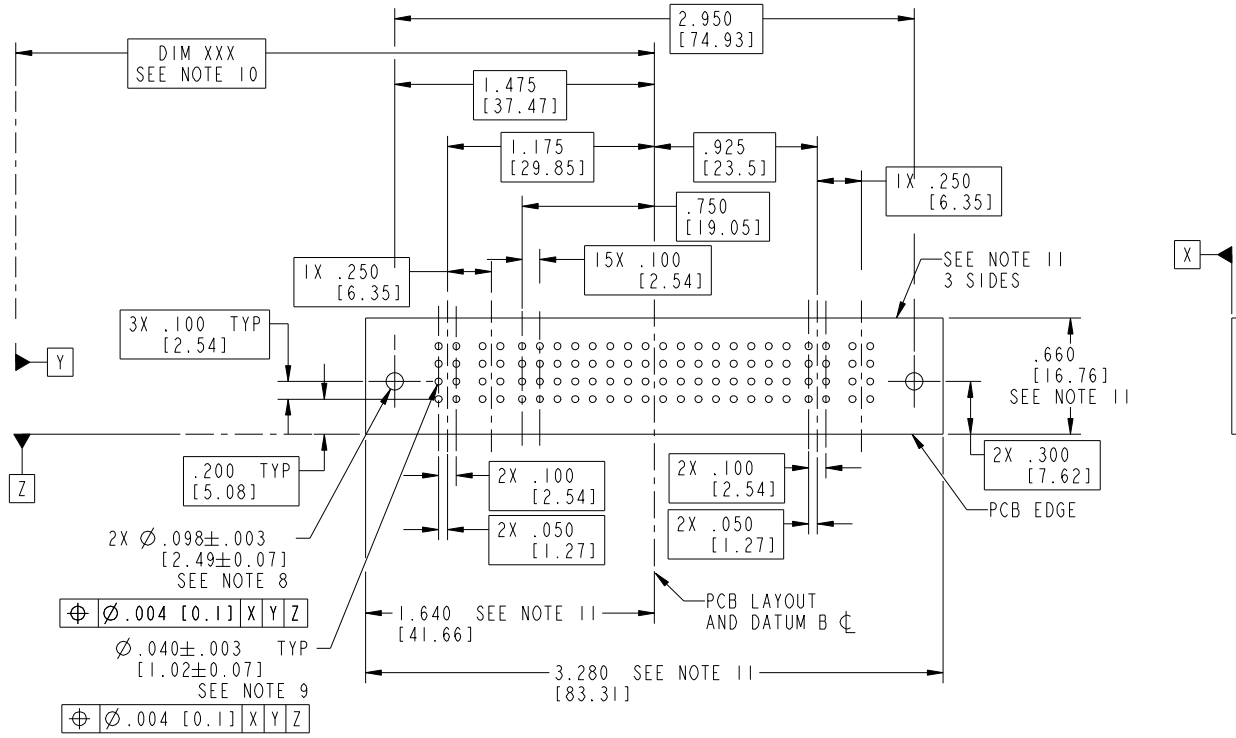 2.950
[74.93]
DIM XXX
SEE NOTE 10
1.475
[37.47]
1.175
[29.85]
.925
[23.5]
1X .250
[6.35]
.750
[19.05]
1X .250
[6.35]
15X .100
[2.54]
SEE NOTE 11
3 SIDES
X
3X .100 TYP
[2.54]
Y
.660
[16.76]
SEE NOTE 11
Z
.200 TYP
[5.08]
2X .100
[2.54]
2X .100
[2.54]
2X .300
[7.62]
PCB EDGE
2X .050
[1.27]
2X .050
[1.27]
2X Ø.098±.003
[2.49±0.07]
SEE NOTE 8
⌖ Ø.004 [0.1] X Y Z
1.640 SEE NOTE 11
[41.66]
PCB LAYOUT
AND DATUM B ℄
Ø.040±.003 TYP
[1.02±0.07]
SEE NOTE 9
⌖ Ø.004 [0.1] X Y Z
3.280 SEE NOTE 11
[83.31]